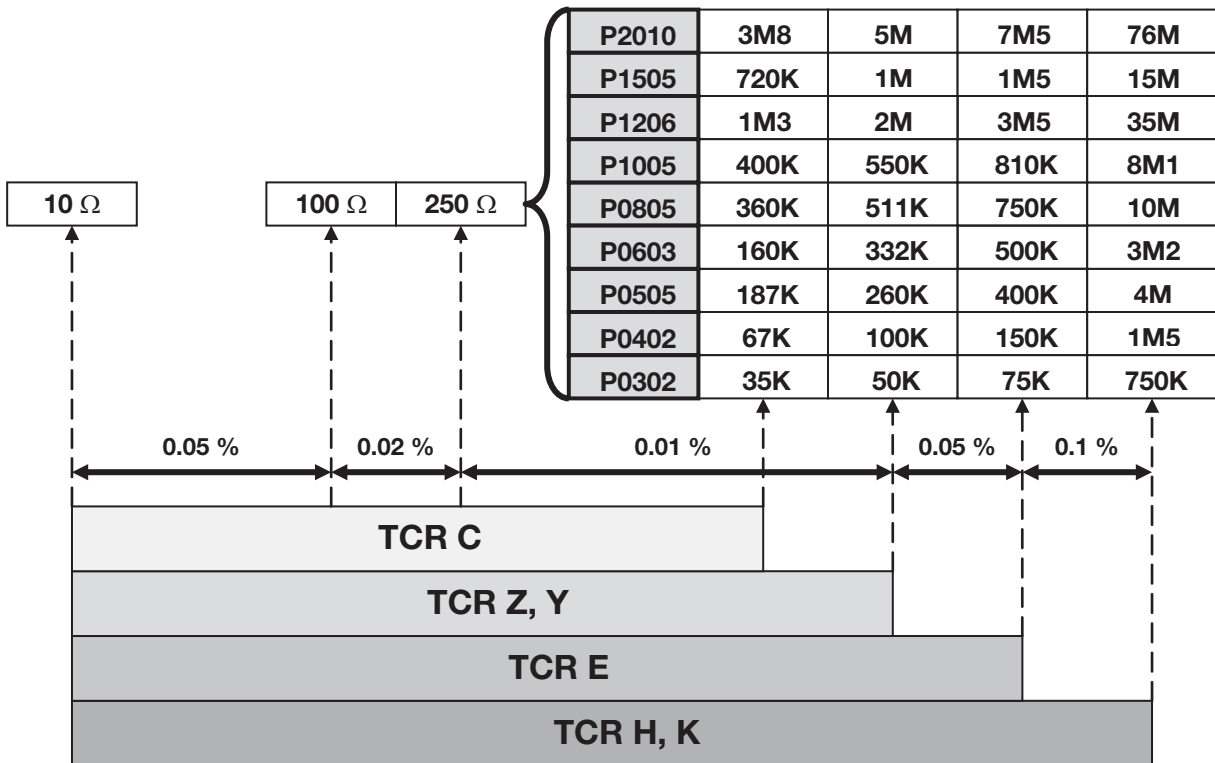 P2010 3M8 5M 7M5 76M
P1505 720K 1M 1M5 15M
P1206 1M3 2M 3M5 35M
P1005 400K 550K 810K 8M1
10 Ω 100 Ω 250 Ω P0805 360K 511K 750K 10M
P0603 160K 332K 500K 3M2
P0505 187K 260K 400K 4M
P0402 67K 100K 150K 1M5
P0302 35K 50K 75K 750K
0.05 % 0.02 % 0.01 % 0.05 % 0.1 %
TCR C
TCR Z, Y
TCR E
TCR H, K